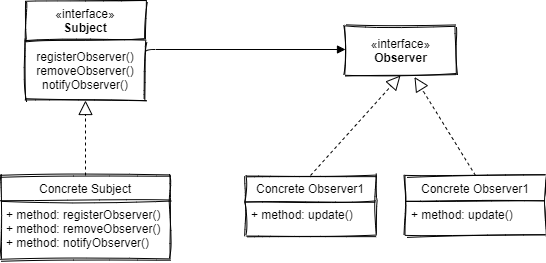 «interface»
Subject
registerObserver()
removeObserver()
notifyObserver()
«interface»
Observer
Concrete Subject
+ method: registerObserver()
+ method: removeObserver()
+ method: notifyObserver()
Concrete Observer1
+ method: update()
Concrete Observer1
+ method: update()